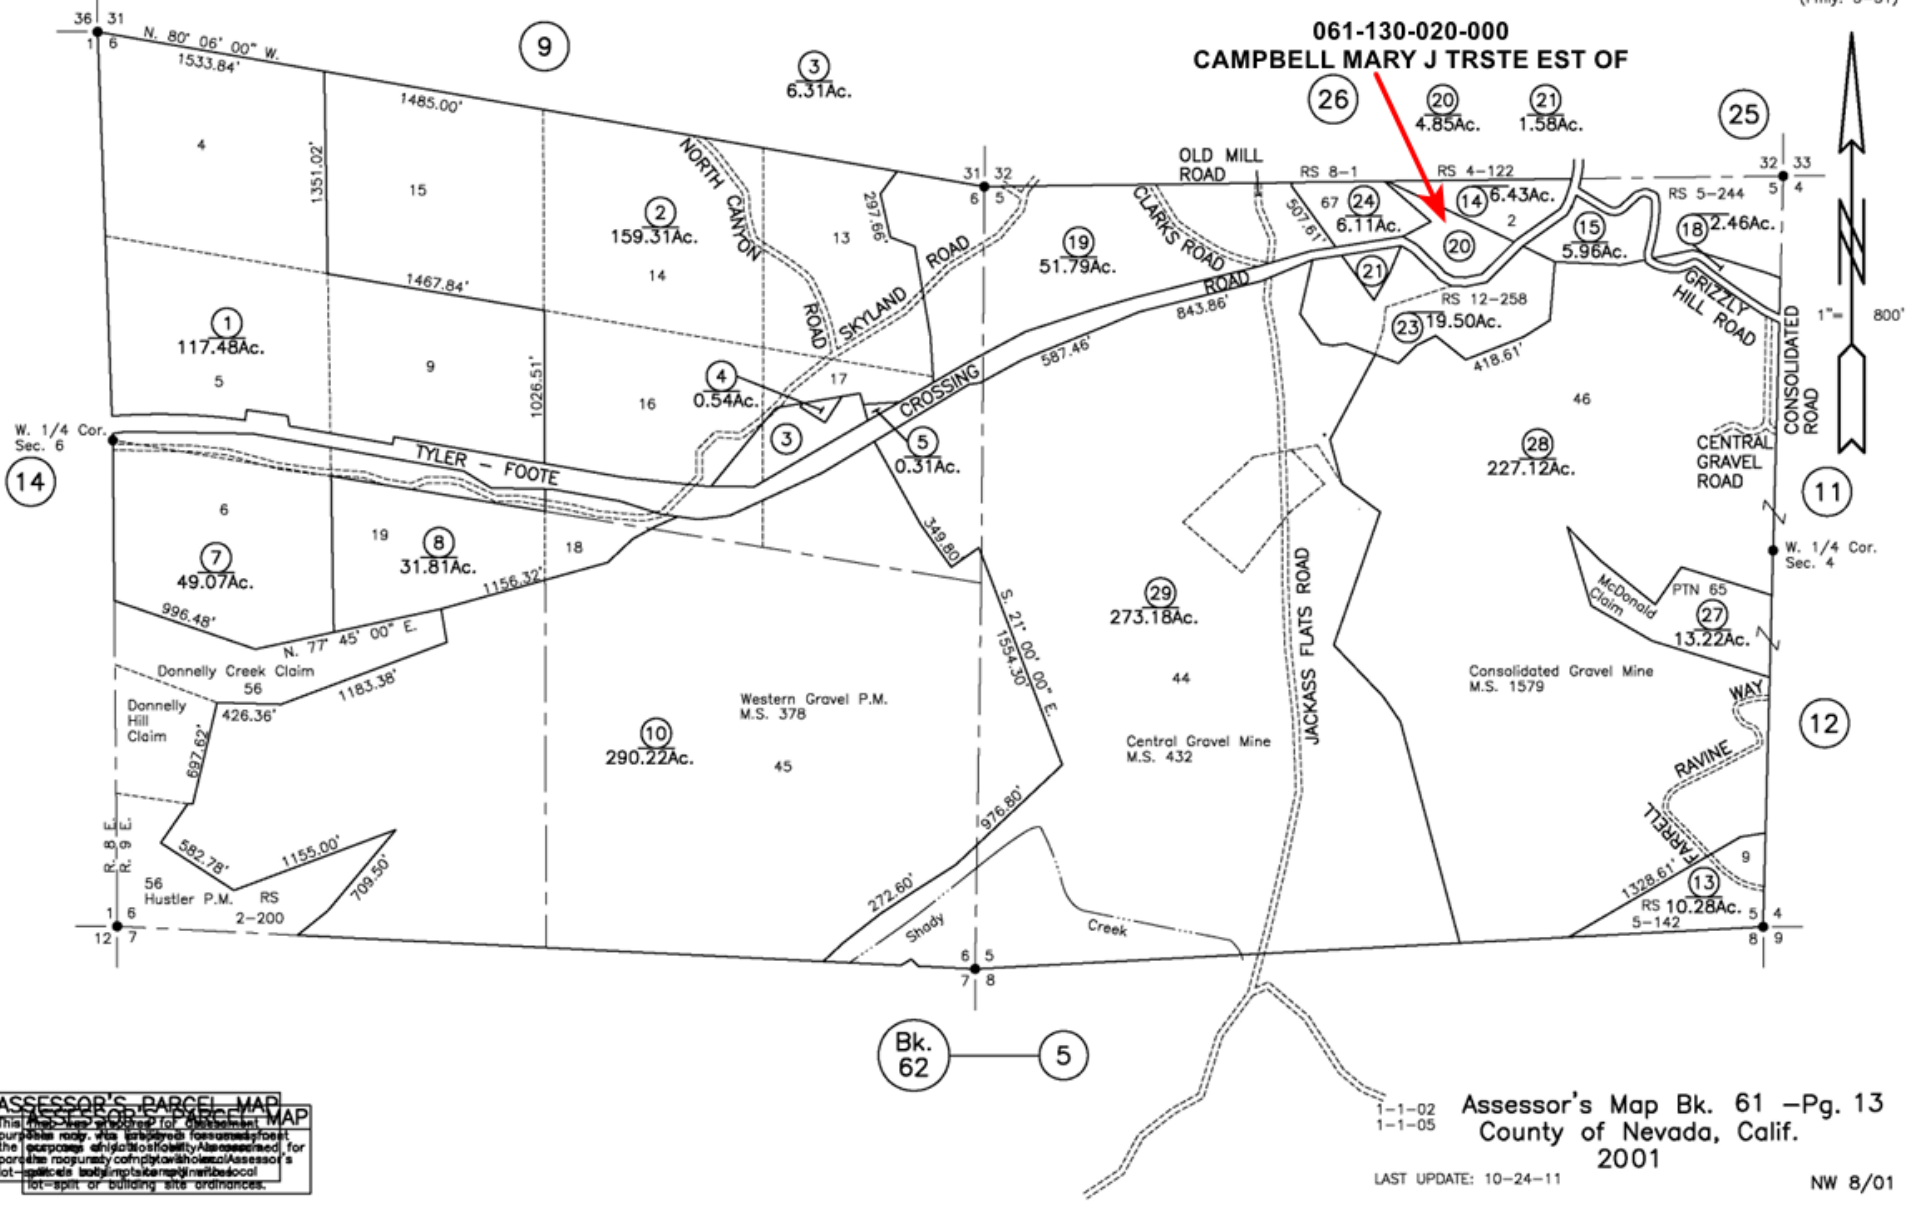 061-130-020-000
CAMPBELL MARY J TRSTE EST OF
36 31
1 6
N. 80° 06' 00" W.
1533.84'
9
3
6.31Ac.
26
20
4.85Ac.
21
1.58Ac.
25
1485.00'
4
1351.02'
15
NORTH CANYON ROAD
2
159.31Ac.
14
13
297.66'
31 32
6 5
OLD MILL
ROAD
RS 8-1
RS 4-122
32 33
5 4
RS 5-244
CLARKS ROAD
507.61'
67
24
6.11Ac.
14
6.43Ac.
2
20
15
5.96Ac.
18
2.46Ac.
19
51.79Ac.
SKYLAND ROAD
21
RS 12-258
23
19.50Ac.
GRIZZLY
HILL ROAD
1"= 800'
1467.84'
843.86'
587.46'
418.61'
CONSOLIDATED
ROAD
1
117.48Ac.
5
9
1026.51'
16
4
0.54Ac.
17
3
5
0.31Ac.
46
28
227.12Ac.
CENTRAL
GRAVEL
ROAD
W. 1/4 Cor.
Sec. 6
14
TYLER – FOOTE CROSSING ROAD
11
W. 1/4 Cor.
Sec. 4
6
7
49.07Ac.
19
8
31.81Ac.
18
1156.32'
349.80'
996.48'
N. 77° 45' 00" E.
S. 21° 00' 00" E.
1554.30'
29
273.18Ac.
44
JACKASS FLATS ROAD
McDonald
Claim
PTN 65
27
13.22Ac.
Donnelly Creek Claim
56
1183.38'
Donnelly
Hill
Claim
426.36'
697.62'
Western Gravel P.M.
M.S. 378
10
290.22Ac.
45
Central Gravel Mine
M.S. 432
Consolidated Gravel Mine
M.S. 1579
FARRELL RAVINE WAY
12
R. 8 E.
R. 9 E.
582.78'
1155.00'
709.50'
976.80'
272.60'
Shady Creek
56
Hustler P.M.
RS
2-200
9
1328.61'
13
RS 10.28Ac.
5-142
1 6
12 7
6 5
7 8
5 4
8 9
Bk.
62
5
ASSESSOR'S PARCEL MAP
ASSESSOR'S PARCEL MAP
lot-split or building site ordinances.
1-1-02
1-1-05
Assessor's Map Bk. 61 -Pg. 13
County of Nevada, Calif.
2001
LAST UPDATE: 10-24-11
NW 8/01